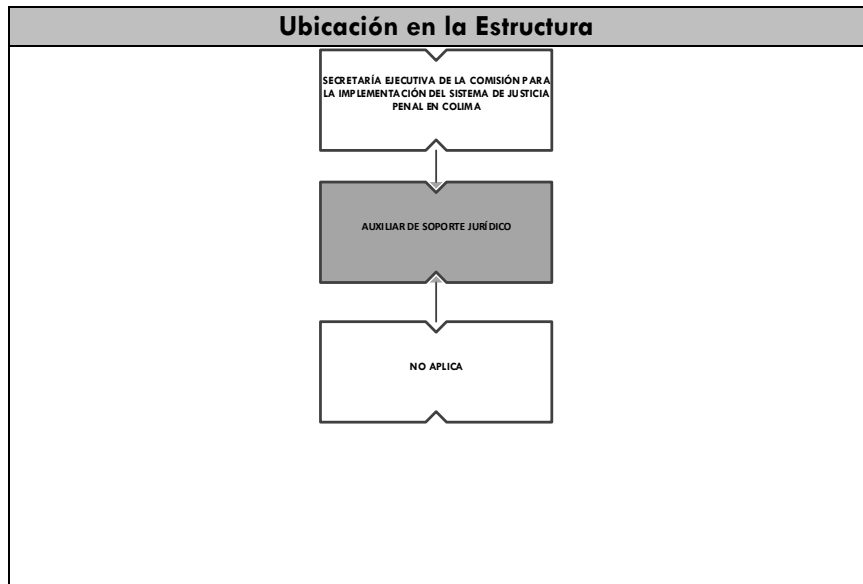 Ubicación en la Estructura
SECRETARÍA EJECUTIVA DE LA COMISIÓN PARA
LA IMPLEMENTACIÓN DEL SISTEMA DE JUSTICIA
PENAL EN COLIMA
AUXILIAR DE SOPORTE JURÍDICO
NO APLICA